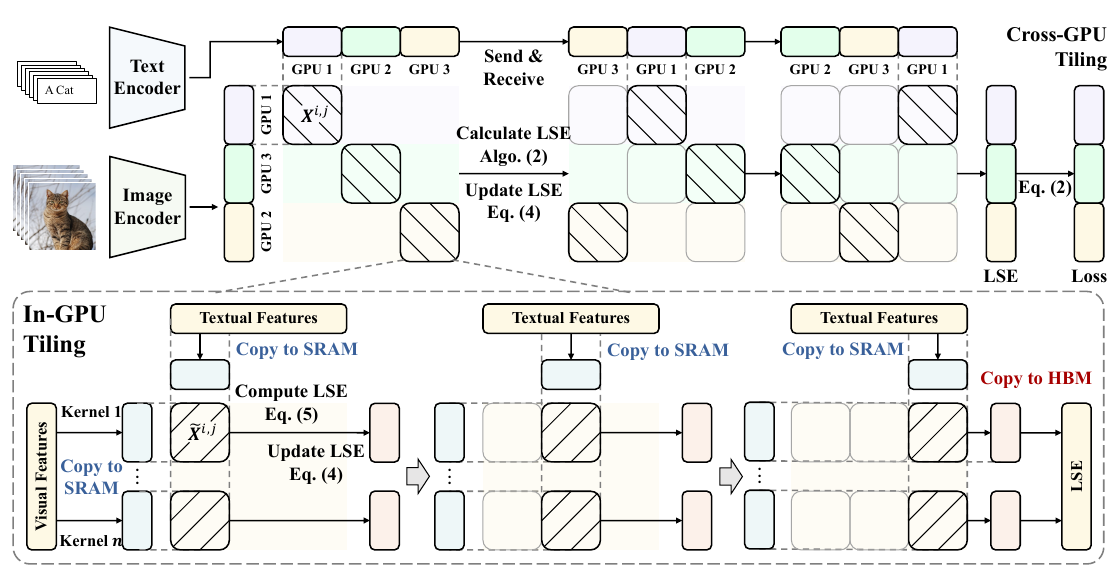 Cross-GPU
Tiling
Text
Encoder
A Cat
Image
Encoder
GPU 1
GPU 2
GPU 3
Send &
Receive
GPU 3
GPU 1
GPU 2
GPU 2
GPU 3
GPU 1
GPU 1
GPU 3
GPU 2
X^{i,j}
Calculate LSE
Algo. (2)
Update LSE
Eq. (4)
Eq. (2)
LSE
Loss
In-GPU
Tiling
Textual Features
Copy to SRAM
Textual Features
Copy to SRAM
Textual Features
Copy to SRAM
Copy to HBM
Visual Features
Kernel 1
Copy to
SRAM
⋮
Kernel n
X̃^{i,j}
Compute LSE
Eq. (5)
Update LSE
Eq. (4)
⋮
⋮
LSE